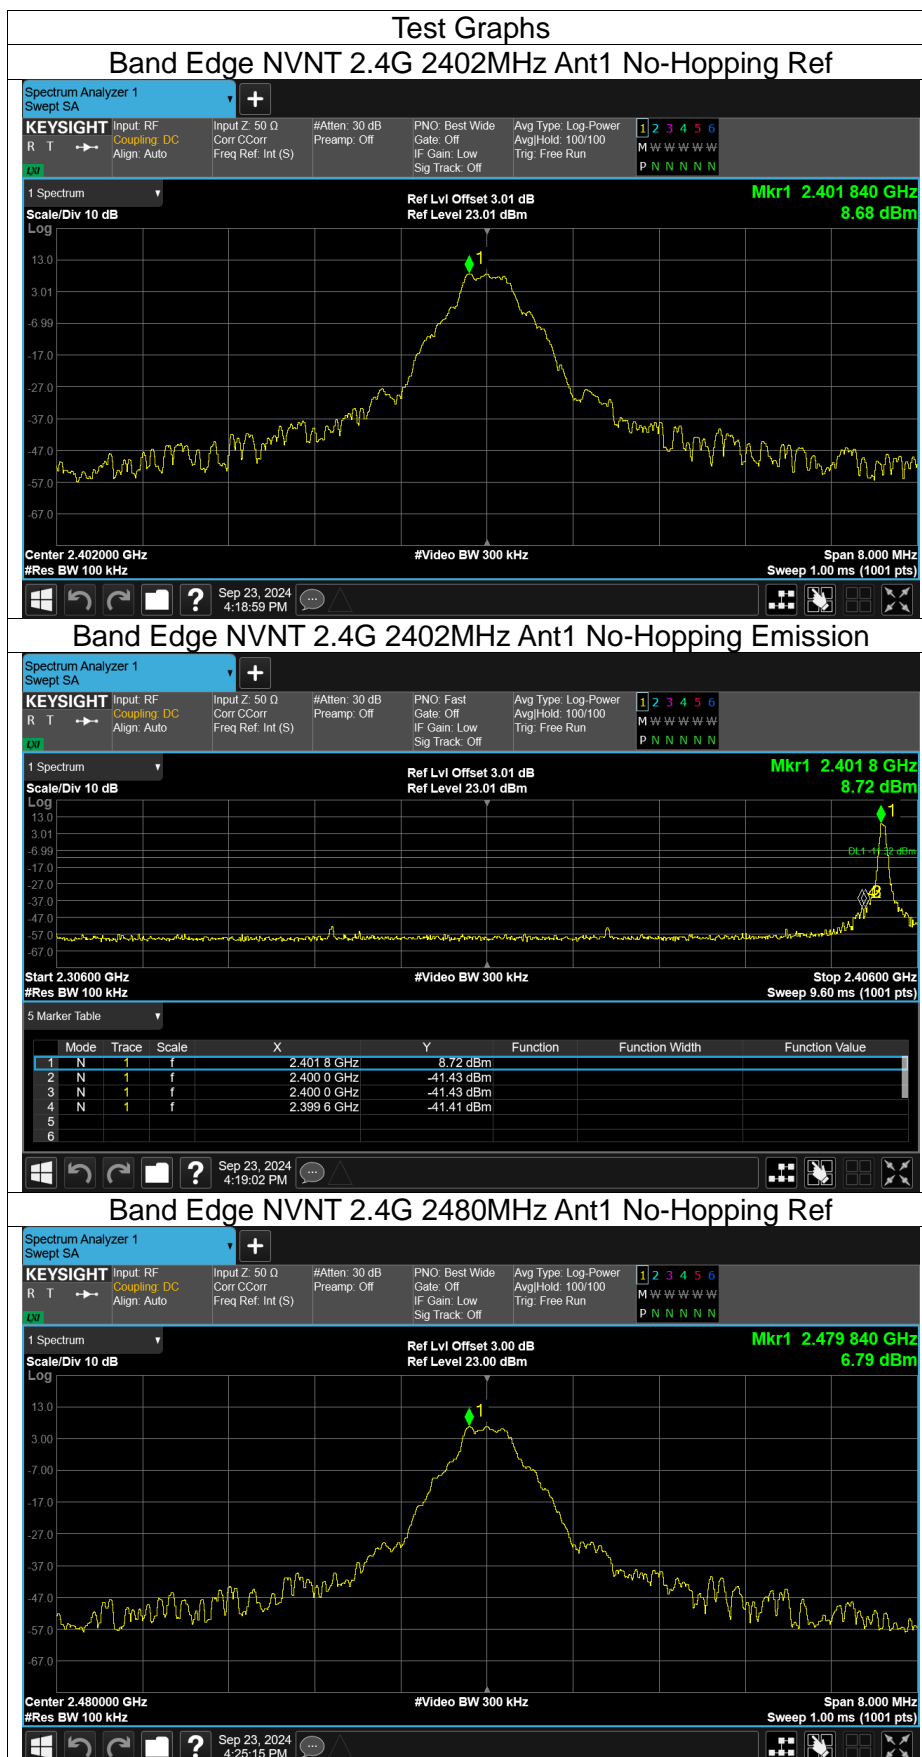 Test Graphs
Band Edge NVNT 2.4G 2402MHz Ant1 No-Hopping Ref
Spectrum Analyzer 1
Swept SA
KEYSIGHT Input: RF Input Z: 50 Ω #Atten: 30 dB PNO: Best Wide Avg Type: Log-Power 1 2 3 4 5 6
R T Coupling: DC Corr CCorr Preamp: Off Gate: Off Avg|Hold: 100/100 M W W W W W
Align: Auto Freq Ref: Int (S) IF Gain: Low Trig: Free Run
LXI Sig Track: Off P N N N N N
1 Spectrum Ref Lvl Offset 3.01 dB Mkr1 2.401 840 GHz
Scale/Div 10 dB Ref Level 23.01 dBm 8.68 dBm
Log
1
13.0
3.01
-6.99
-17.0
-27.0
-37.0
-47.0
-57.0
-67.0
Center 2.402000 GHz #Video BW 300 kHz Span 8.000 MHz
#Res BW 100 kHz Sweep 1.00 ms (1001 pts)
? Sep 23, 2024
4:18:59 PM
Band Edge NVNT 2.4G 2402MHz Ant1 No-Hopping Emission
Spectrum Analyzer 1
Swept SA
KEYSIGHT Input: RF Input Z: 50 Ω #Atten: 30 dB PNO: Fast Avg Type: Log-Power 1 2 3 4 5 6
R T Coupling: DC Corr CCorr Preamp: Off Gate: Off Avg|Hold: 100/100 M W W W W W
Align: Auto Freq Ref: Int (S) IF Gain: Low Trig: Free Run
LXI Sig Track: Off P N N N N N
1 Spectrum Ref Lvl Offset 3.01 dB Mkr1 2.401 8 GHz
Scale/Div 10 dB Ref Level 23.01 dBm 8.72 dBm
Log
1
13.0
3.01
-6.99
DL1 -11.32 dBm
-17.0
-27.0
-37.0
-47.0
-57.0
-67.0
Start 2.30600 GHz #Video BW 300 kHz Stop 2.40600 GHz
#Res BW 100 kHz Sweep 9.60 ms (1001 pts)
5 Marker Table
Mode Trace Scale X Y Function Function Width Function Value
1 N 1 f 2.401 8 GHz 8.72 dBm
2 N 1 f 2.400 0 GHz -41.43 dBm
3 N 1 f 2.400 0 GHz -41.43 dBm
4 N 1 f 2.399 6 GHz -41.41 dBm
5
6
? Sep 23, 2024
4:19:02 PM
Band Edge NVNT 2.4G 2480MHz Ant1 No-Hopping Ref
Spectrum Analyzer 1
Swept SA
KEYSIGHT Input: RF Input Z: 50 Ω #Atten: 30 dB PNO: Best Wide Avg Type: Log-Power 1 2 3 4 5 6
R T Coupling: DC Corr CCorr Preamp: Off Gate: Off Avg|Hold: 100/100 M W W W W W
Align: Auto Freq Ref: Int (S) IF Gain: Low Trig: Free Run
LXI Sig Track: Off P N N N N N
1 Spectrum Ref Lvl Offset 3.00 dB Mkr1 2.479 840 GHz
Scale/Div 10 dB Ref Level 23.00 dBm 6.79 dBm
Log
1
13.0
3.00
-7.00
-17.0
-27.0
-37.0
-47.0
-57.0
-67.0
Center 2.480000 GHz #Video BW 300 kHz Span 8.000 MHz
#Res BW 100 kHz Sweep 1.00 ms (1001 pts)
? Sep 23, 2024
4:25:15 PM